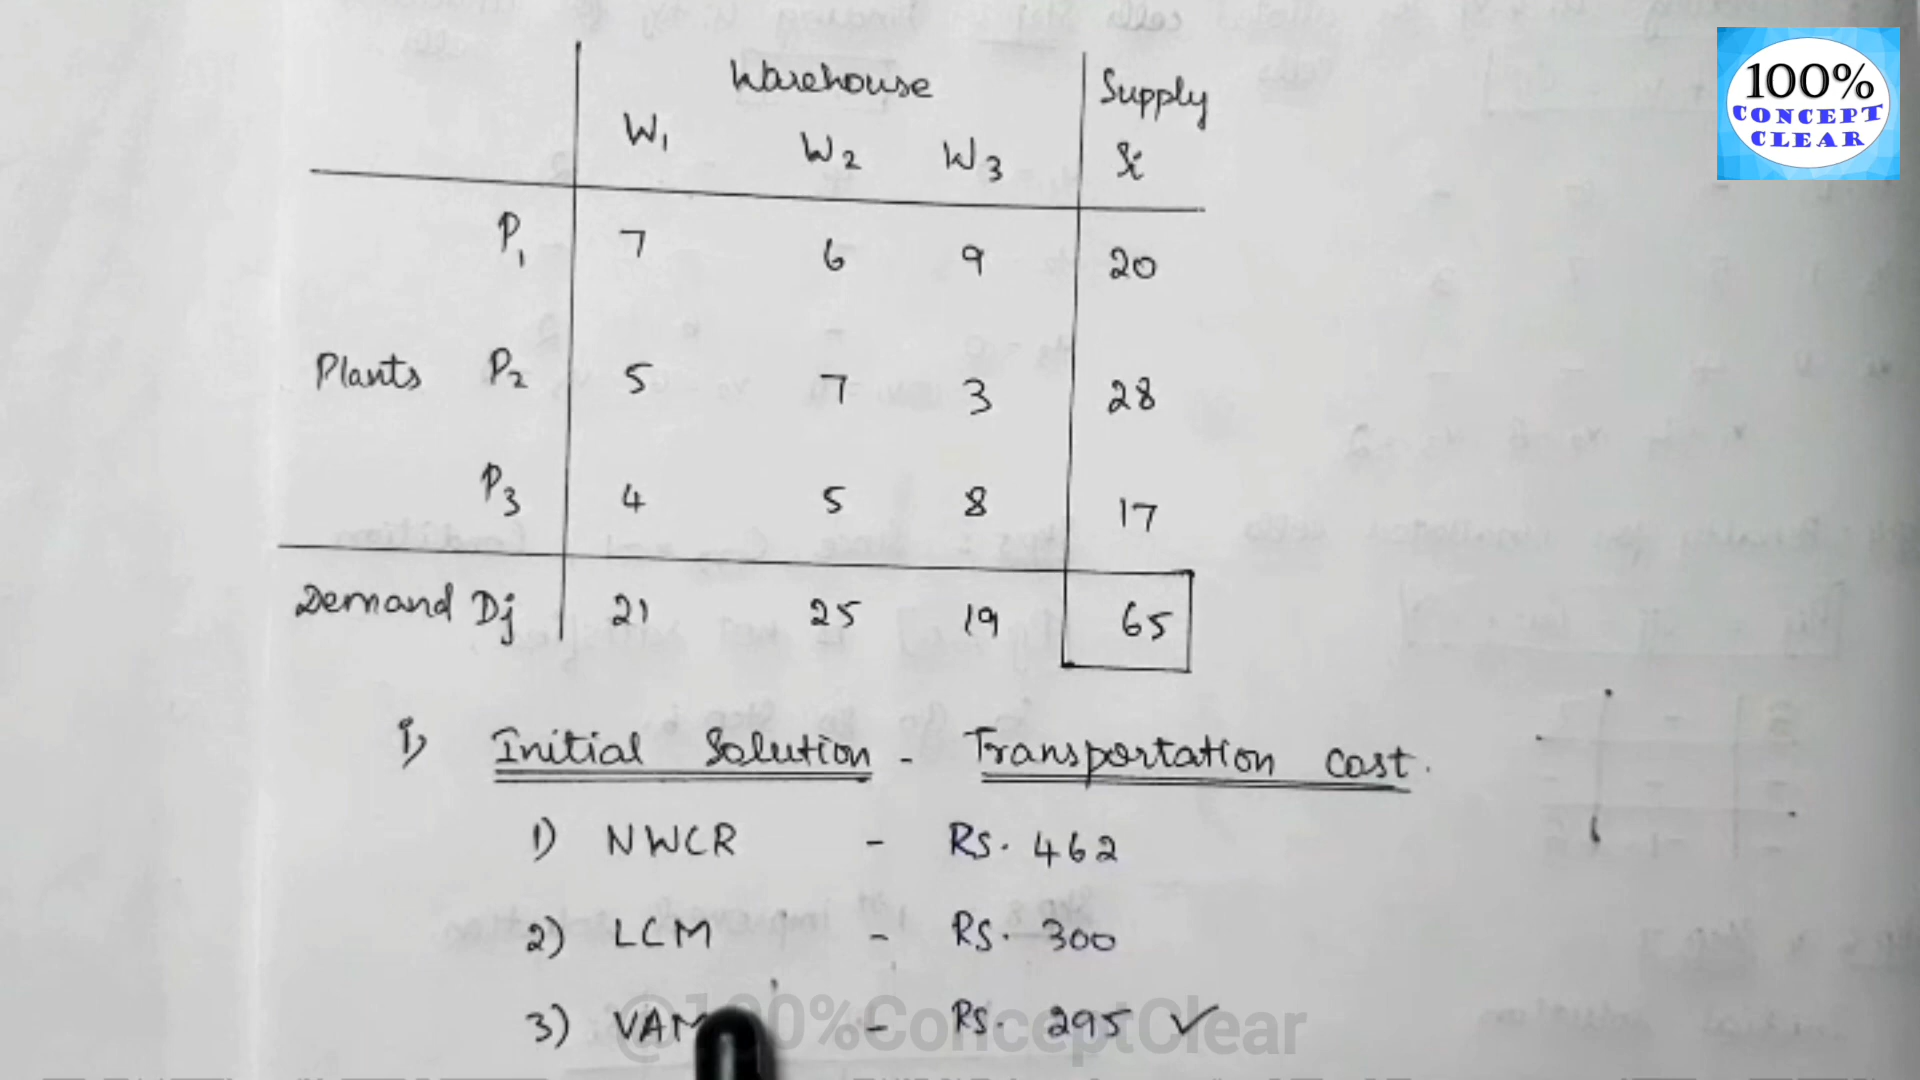 100%
CONCEPT
CLEAR
Warehouse Supply
W1 W2 W3 Si
P1 7 6 9 20
Plants P2 5 7 3 28
P3 4 5 8 17
Demand Dj 21 25 19 65
i) Initial Solution - Transportation cost.
1) NWCR - RS. 462
2) LCM - RS. 300
3) VAM - RS. 295 ✓
@100%ConceptClear